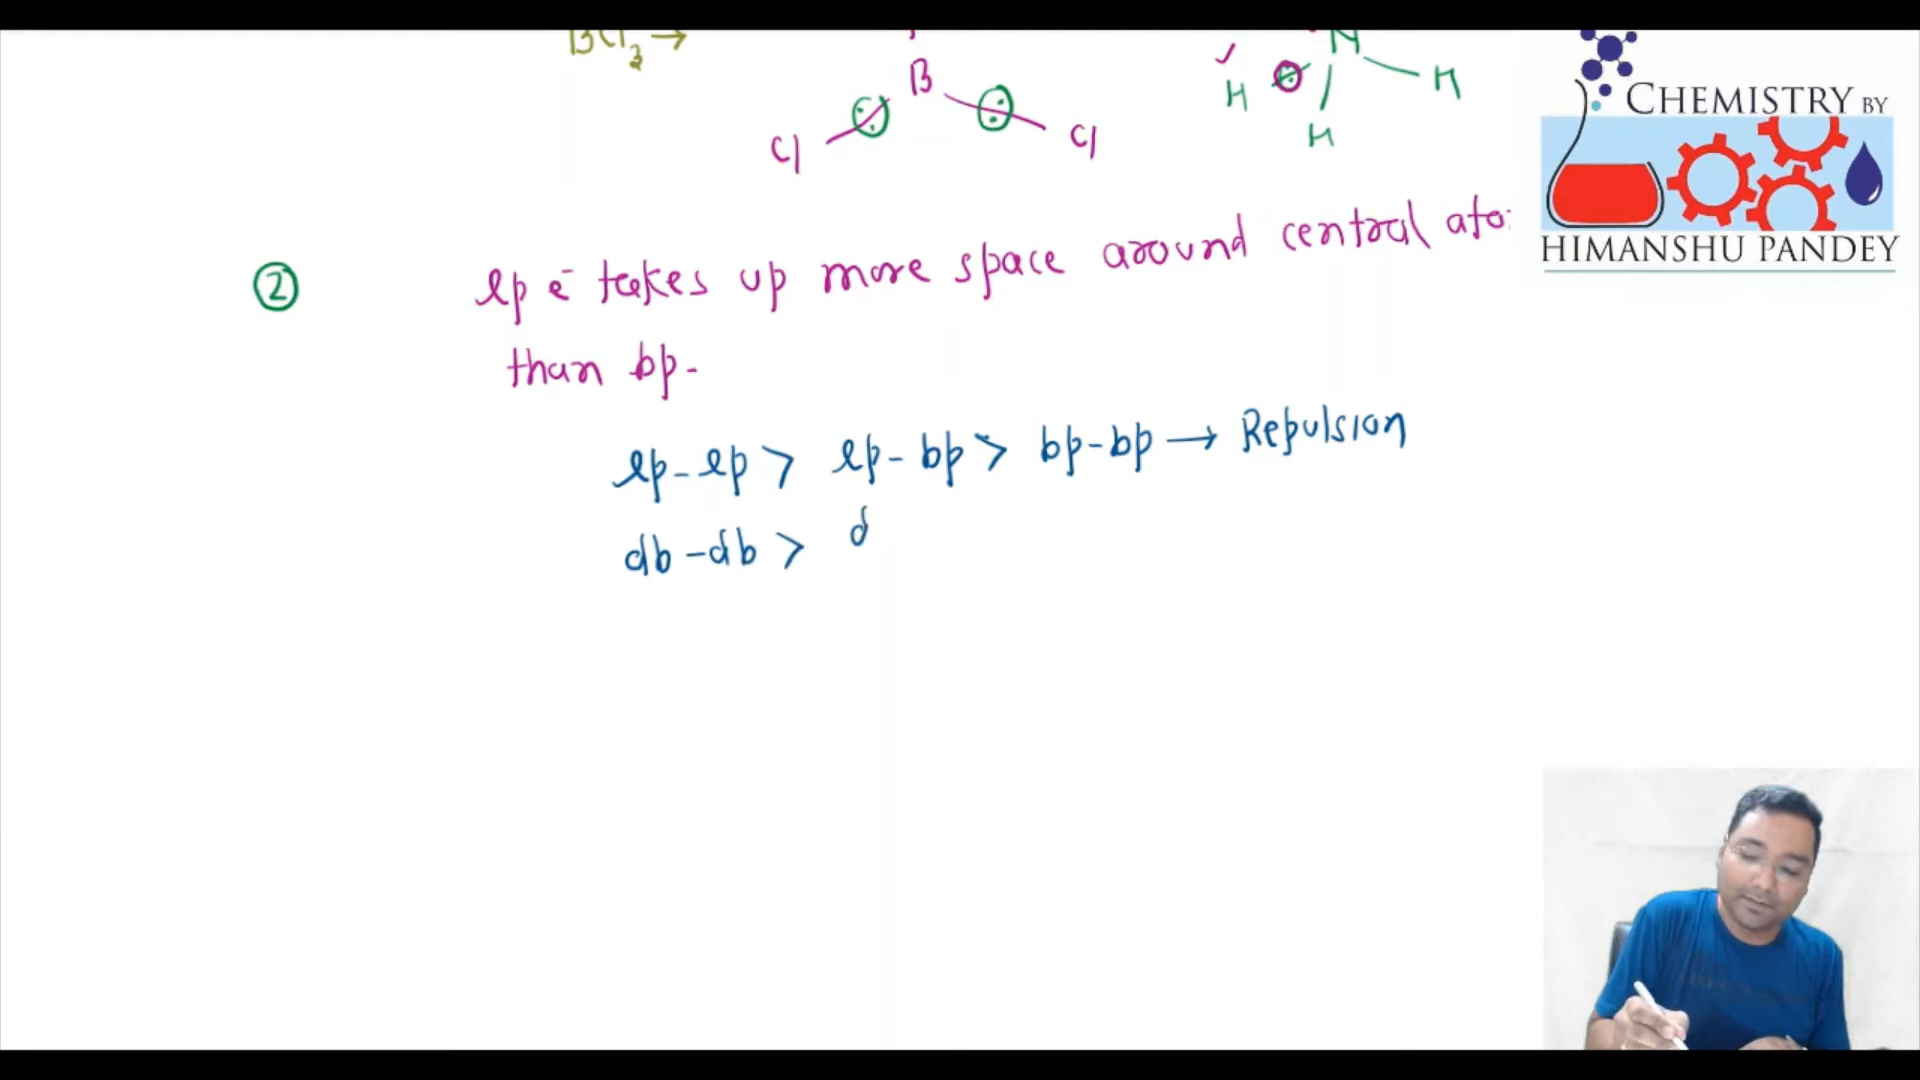 BCl3 →
B
N
H
H
Cl
Cl
H
CHEMISTRY BY
HIMANSHU PANDEY
② lp e⁻ takes up more space around central ato
than bp-
lp-lp > lp-bp > bp-bp → Repulsion
db-db > d